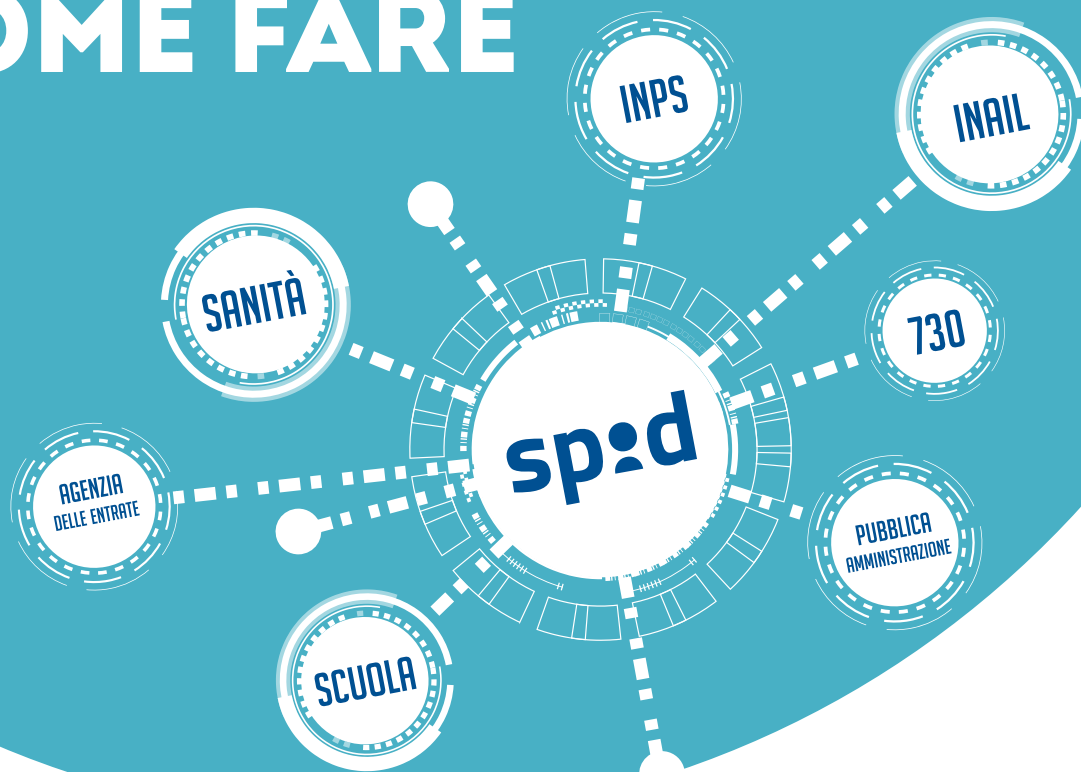 OME FARE
INPS
INAIL
SANITÀ
730
spid
AGENZIA
DELLE ENTRATE
PUBBLICA
AMMINISTRAZIONE
SCUOLA